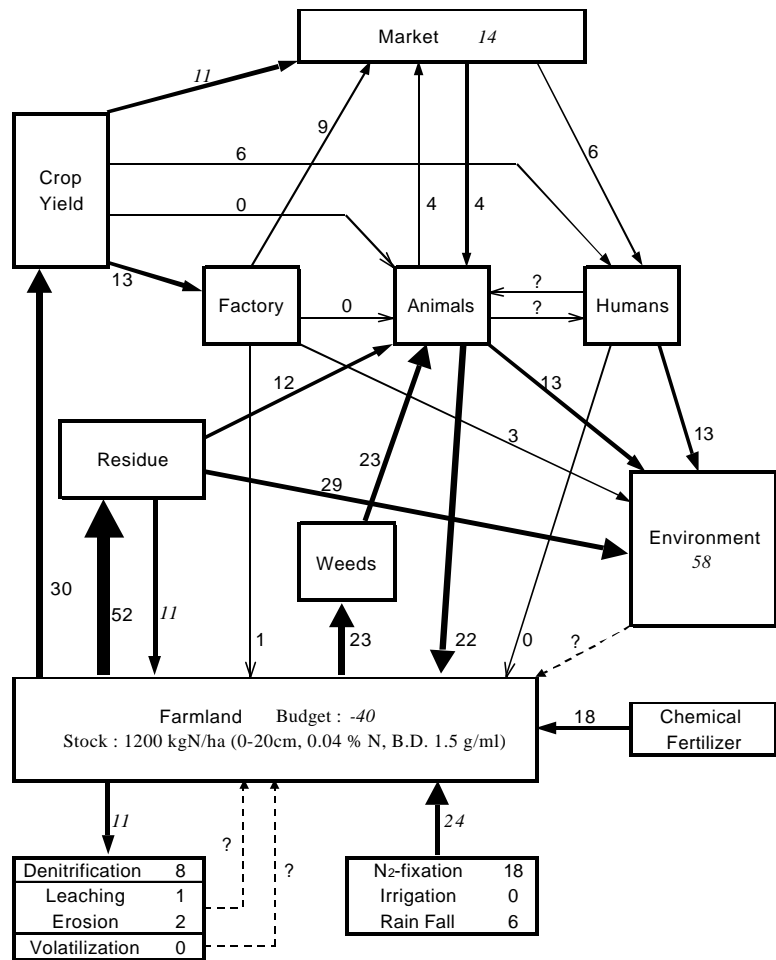 Market 14
11
9
6
6
Crop
Yield
0
4
4
13
?
Factory
0
Animals
?
Humans
12
13
3
13
Residue
23
29
Environment
58
Weeds
30
52
11
1
23
22
0
?
Farmland Budget : -40
Stock : 1200 kgN/ha (0-20cm, 0.04 % N, B.D. 1.5 g/ml)
18
Chemical
Fertilizer
11
?
?
24
Denitrification 8
Leaching 1
Erosion 2
Volatilization 0
N2-fixation 18
Irrigation 0
Rain Fall 6